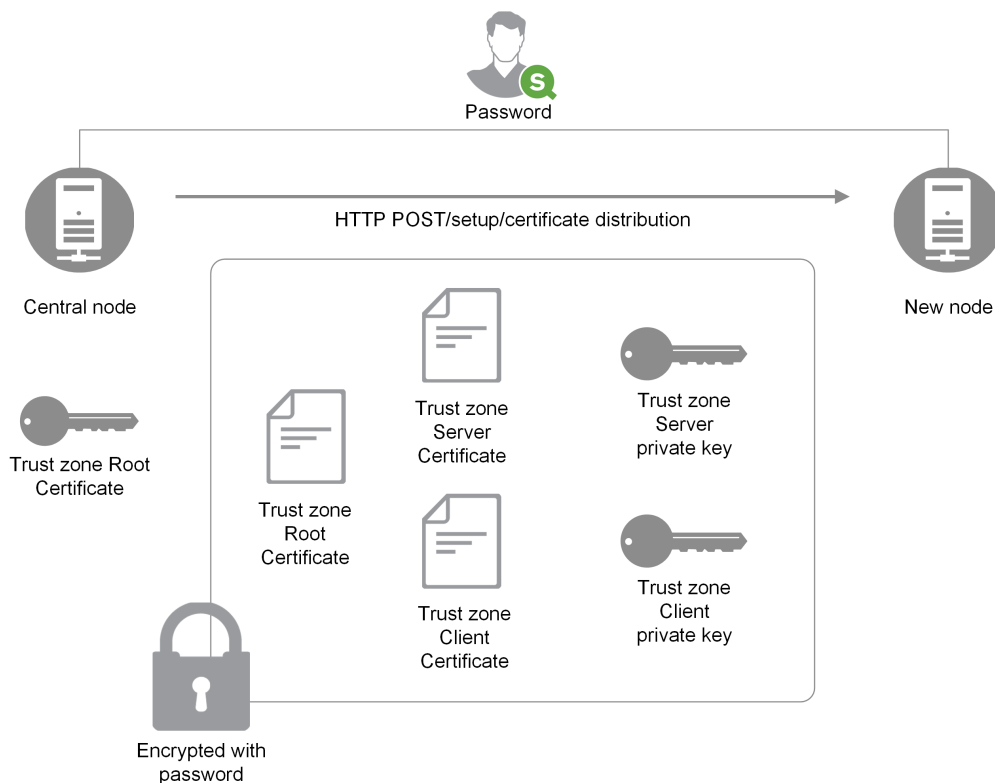 S
Password
HTTP POST/setup/certificate distribution
Central node
New node
Trust zone Root
Certificate
Trust zone
Root
Certificate
Trust zone
Server
Certificate
Trust zone
Server
private key
Trust zone
Client
Certificate
Trust zone
Client
private key
Encrypted with
password